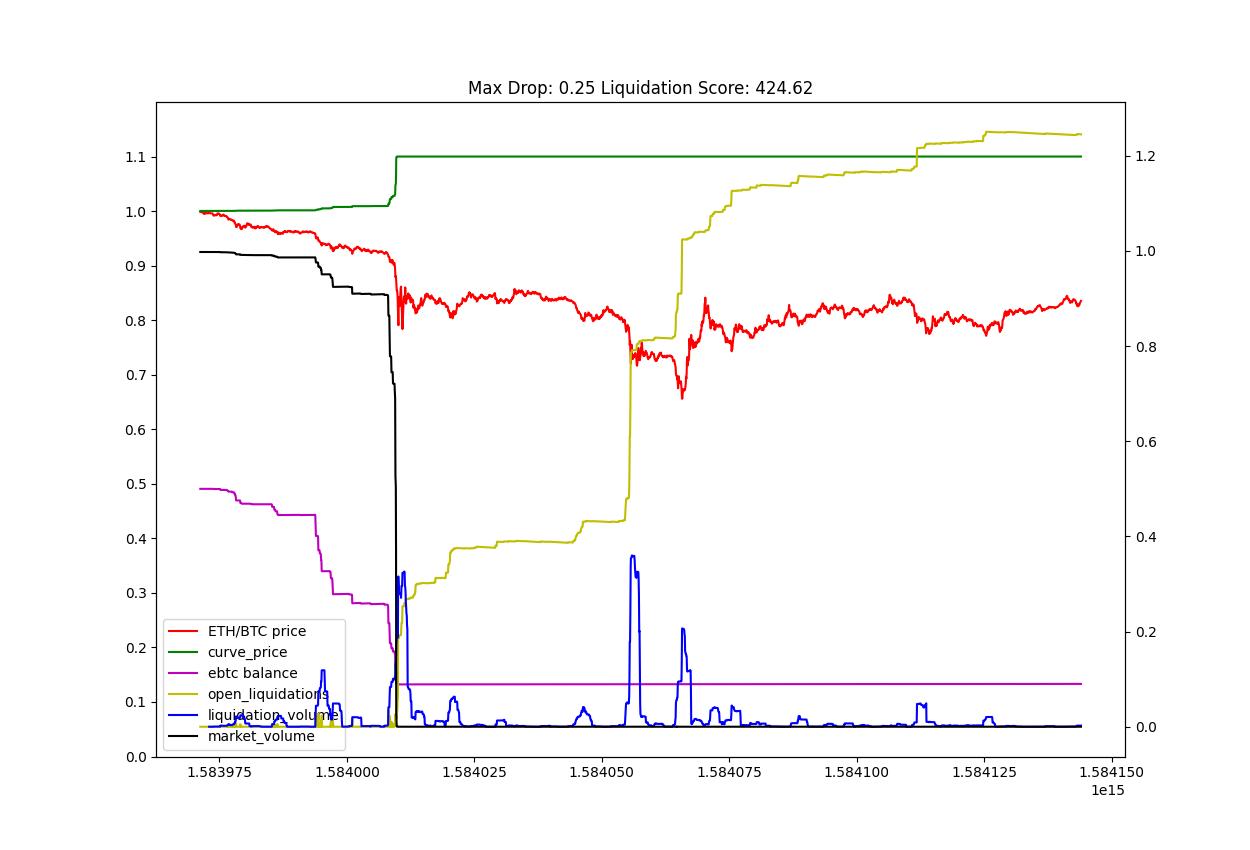 Max Drop: 0.25 Liquidation Score: 424.62
1.1
1.0
0.9
0.8
0.7
0.6
0.5
0.4
0.3
0.2
0.1
0.0
1.2
1.0
0.8
0.6
0.4
0.2
0.0
ETH/BTC price
curve_price
ebtc balance
open_liquidations
liquidation_volume
market_volume
1.583975 1.584000 1.584025 1.584050 1.584075 1.584100 1.584125 1.584150
1e15